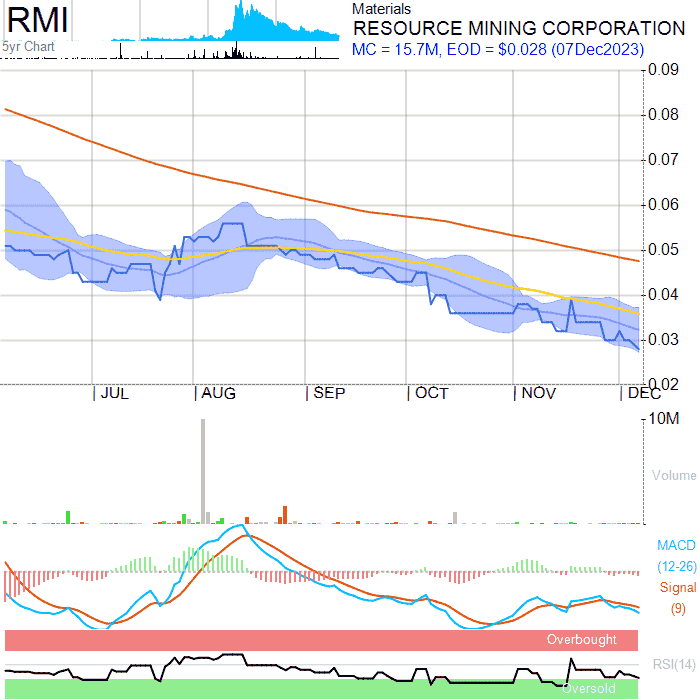 RMI
5yr Chart
Materials
RESOURCE MINING CORPORATION
MC = 15.7M, EOD = $0.028 (07Dec2023)
0.09
0.08
0.07
0.06
0.05
0.04
0.03
0.02
JUL AUG SEP OCT NOV DEC
10M
Volume
MACD
(12-26)
Signal
(9)
Overbought
RSI(14)
Oversold